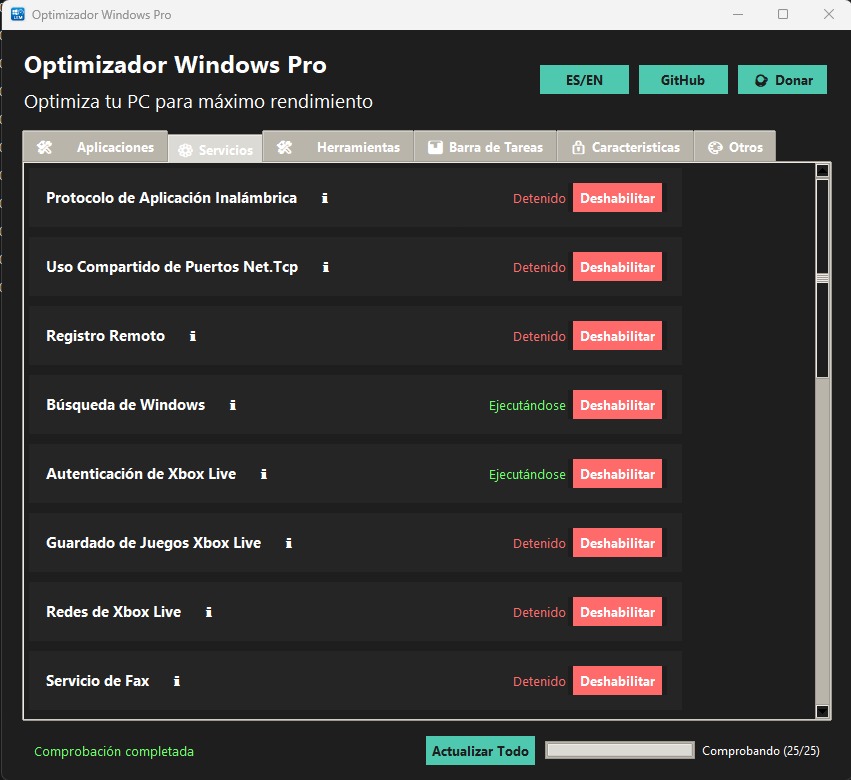 Optimizador Windows Pro
Optimizador Windows Pro
Optimiza tu PC para máximo rendimiento
ES/EN
GitHub
Donar
Aplicaciones
Servicios
Herramientas
Barra de Tareas
Caracteristicas
Otros
Protocolo de Aplicación Inalámbrica
Detenido
Deshabilitar
Uso Compartido de Puertos Net.Tcp
Detenido
Deshabilitar
Registro Remoto
Detenido
Deshabilitar
Búsqueda de Windows
Ejecutándose
Deshabilitar
Autenticación de Xbox Live
Ejecutándose
Deshabilitar
Guardado de Juegos Xbox Live
Detenido
Deshabilitar
Redes de Xbox Live
Detenido
Deshabilitar
Servicio de Fax
Detenido
Deshabilitar
Comprobación completada
Actualizar Todo
Comprobando (25/25)